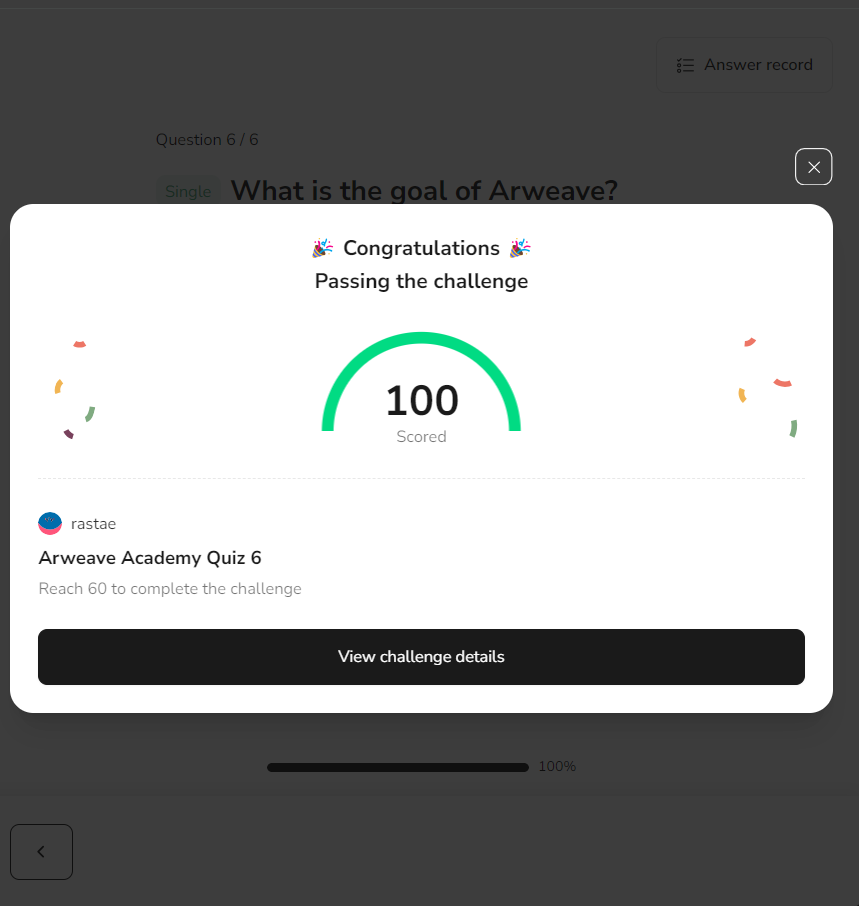 Answer record
Question 6 / 6
Single What is the goal of Arweave?
🎉 Congratulations 🎉
Passing the challenge
100
Scored
rastae
Arweave Academy Quiz 6
Reach 60 to complete the challenge
View challenge details
100%